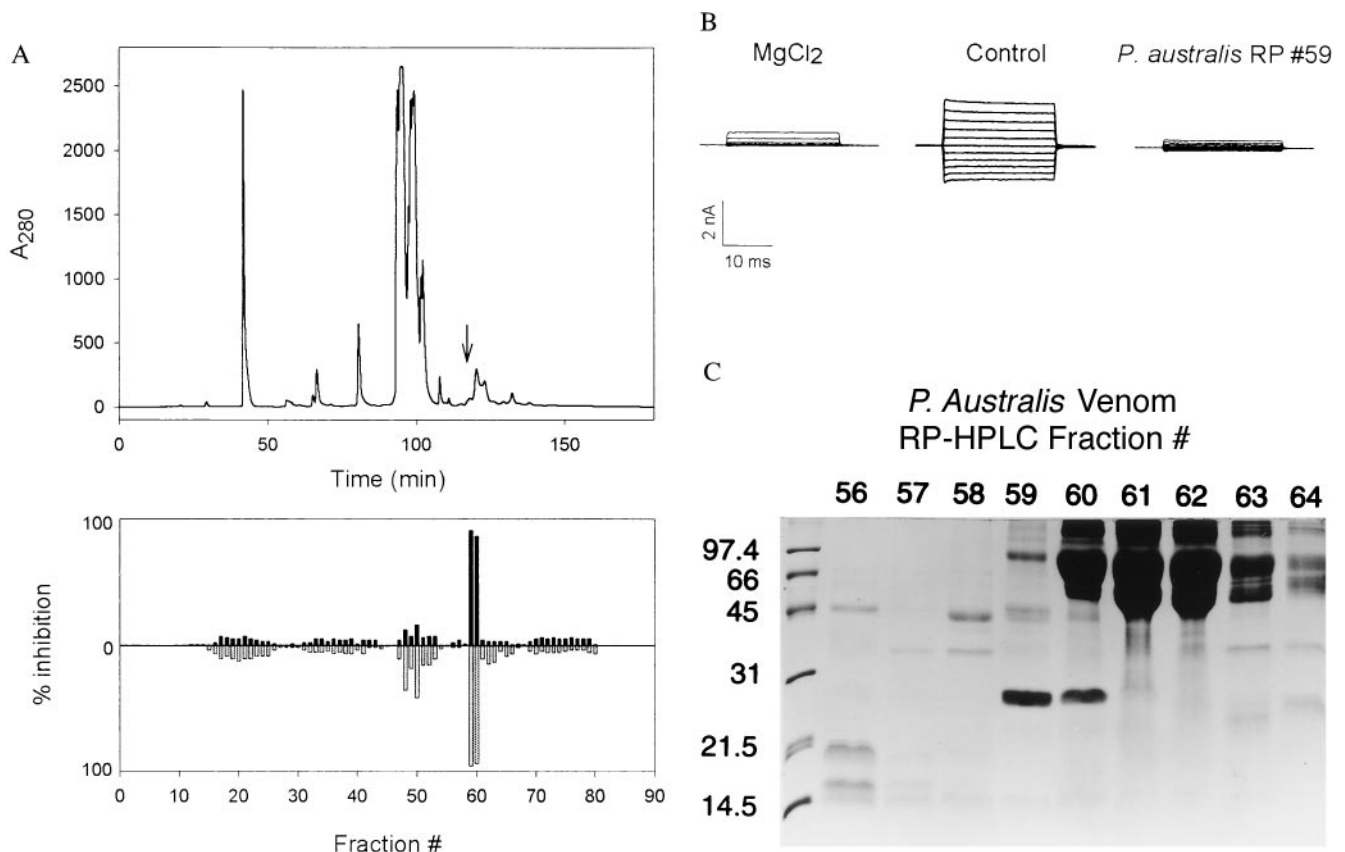 A
2500
2000
1500
1000
500
0
A280
0
50
100
150
Time (min)
100
0
100
% inhibition
0
10
20
30
40
50
60
70
80
90
Fraction #
B
MgCl2
Control
P. australis RP #59
2 nA
10 ms
C
P. Australis Venom
RP-HPLC Fraction #
56 57 58 59 60 61 62 63 64
97.4
66
45
31
21.5
14.5